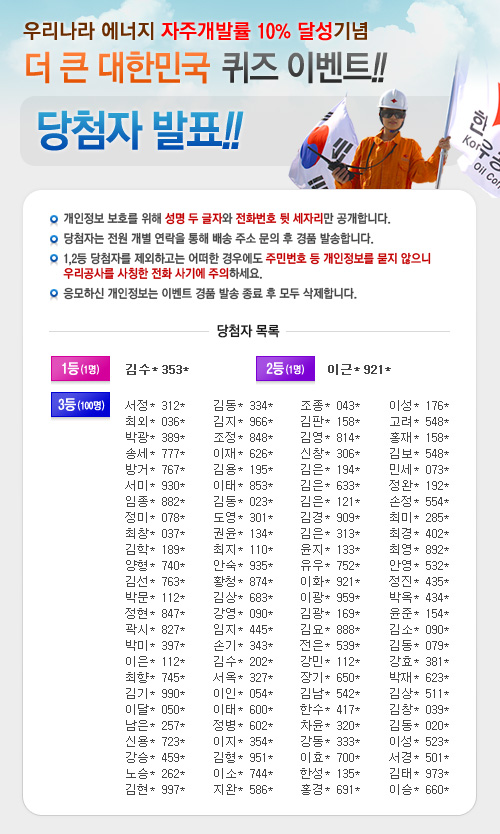 우리나라 에너지 자주개발률 10% 달성기념
더 큰 대한민국 퀴즈 이벤트!!
당첨자 발표!!
개인정보 보호를 위해 성명 두 글자와 전화번호 뒷 세자리만 공개합니다.
당첨자는 전원 개별 연락을 통해 배송 주소 문의 후 경품 발송합니다.
1,2등 당첨자를 제외하고는 어떠한 경우에도 주민번호 등 개인정보를 묻지 않으니
우리공사를 사칭한 전화 사기에 주의하세요.
응모하신 개인정보는 이벤트 경품 발송 종료 후 모두 삭제합니다.
당첨자 목록
1등(1명) 김수* 353* 2등(1명) 이근* 921*
3등(100명)
서정* 312* 김동* 334* 조종* 043* 이성* 176*
최외* 036* 김지* 966* 김판* 158* 고려* 548*
박광* 389* 조정* 848* 김영* 814* 홍재* 158*
송세* 777* 이재* 626* 신창* 306* 김보* 548*
방거* 767* 김용* 195* 김은* 194* 민세* 073*
서미* 930* 이태* 853* 김은* 633* 정완* 192*
임종* 882* 김동* 023* 김은* 121* 손정* 554*
정미* 078* 도영* 301* 김경* 909* 최미* 285*
최창* 037* 권윤* 134* 김은* 313* 최경* 402*
김학* 189* 최지* 110* 윤지* 133* 최영* 892*
양형* 740* 안숙* 935* 유우* 752* 안영* 532*
김선* 763* 황청* 874* 이화* 921* 정진* 435*
박문* 112* 김상* 683* 이광* 959* 박옥* 434*
정현* 847* 강영* 090* 김광* 169* 윤준* 154*
곽시* 827* 임지* 445* 김요* 888* 김소* 090*
박미* 397* 손기* 343* 전은* 539* 김동* 079*
이은* 112* 김수* 202* 강민* 112* 강효* 381*
최향* 745* 서옥* 327* 장기* 650* 박재* 623*
김기* 990* 이인* 054* 김남* 542* 김상* 511*
이달* 050* 이태* 600* 한수* 417* 김창* 039*
남은* 257* 정병* 602* 차윤* 320* 김동* 020*
신용* 723* 이지* 354* 강동* 333* 이성* 523*
강승* 459* 김형* 951* 이효* 700* 서경* 501*
노승* 262* 이소* 744* 한성* 135* 김태* 973*
김현* 997* 지완* 586* 홍경* 691* 이승* 660*